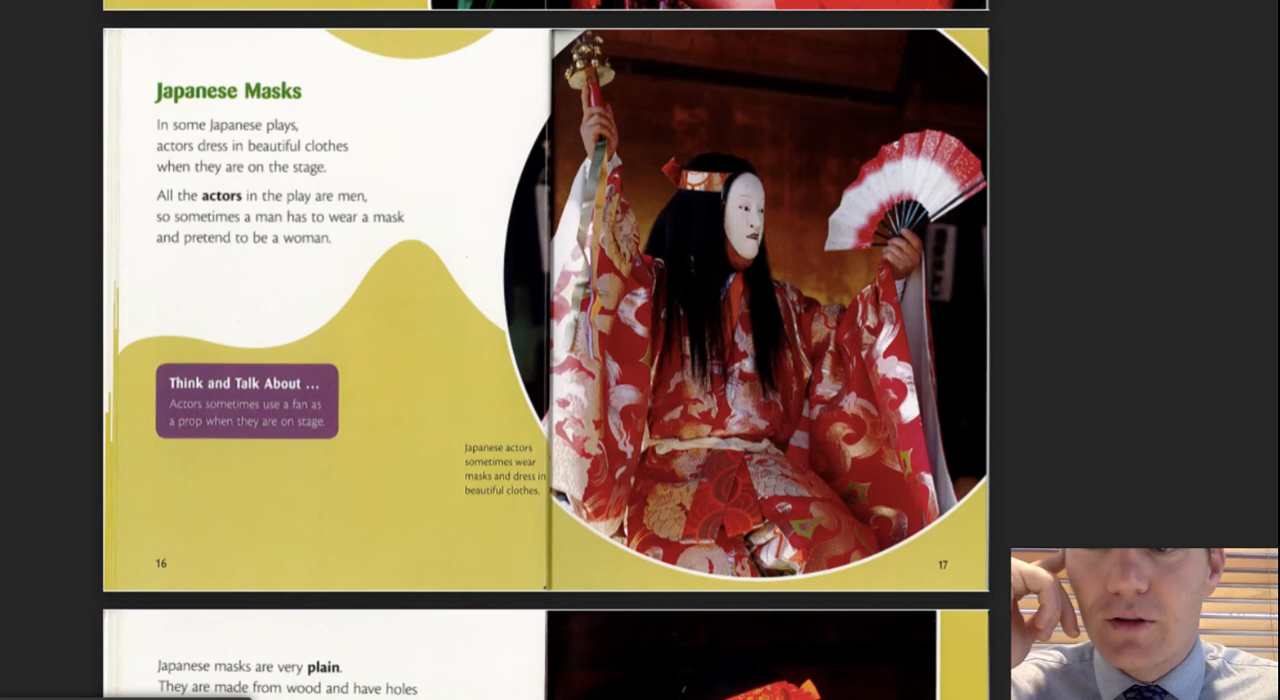 Japanese Masks
In some Japanese plays,
actors dress in beautiful clothes
when they are on the stage.
All the actors in the play are men,
so sometimes a man has to wear a mask
and pretend to be a woman.
Think and Talk About ...
Actors sometimes use a fan as
a prop when they are on stage.
Japanese actors
sometimes wear
masks and dress in
beautiful clothes.
16
17
Japanese masks are very plain.
They are made from wood and have holes